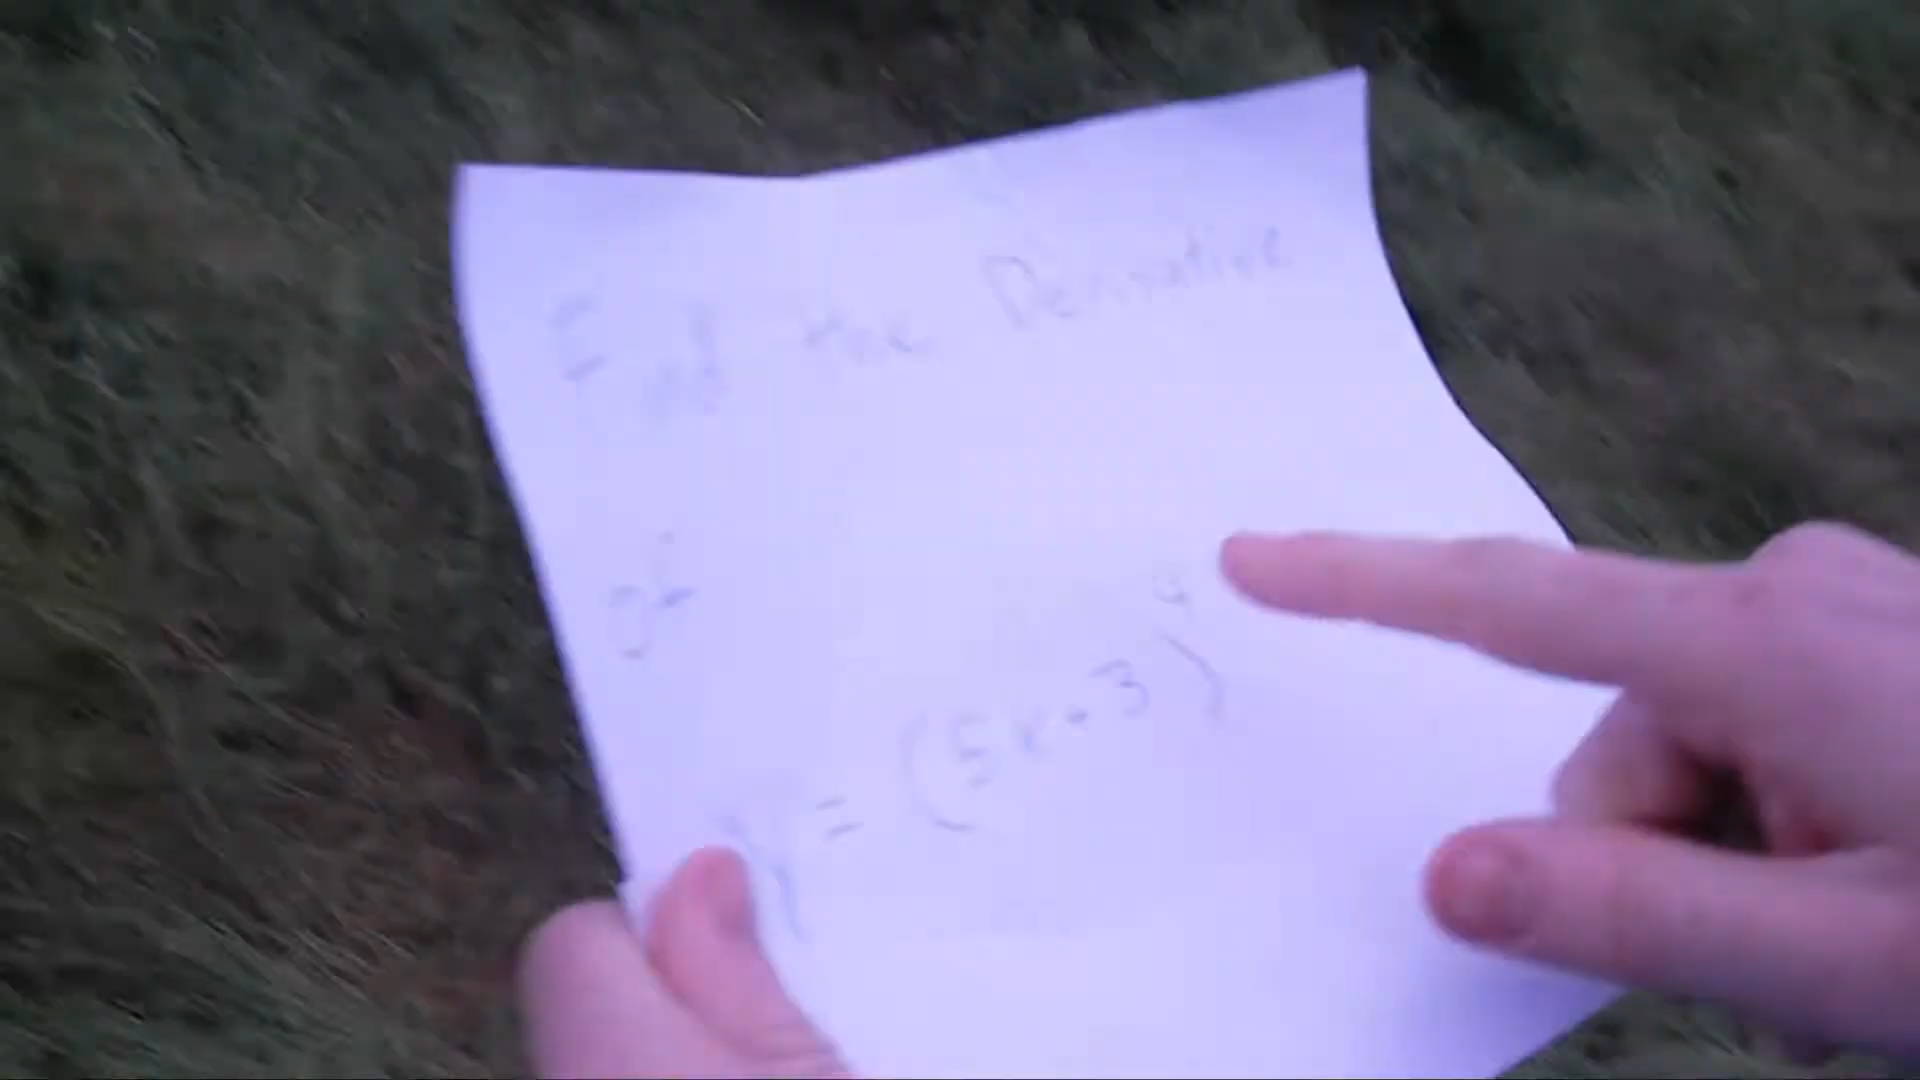 Find the Derivative
of
y = (5x+3)⁴